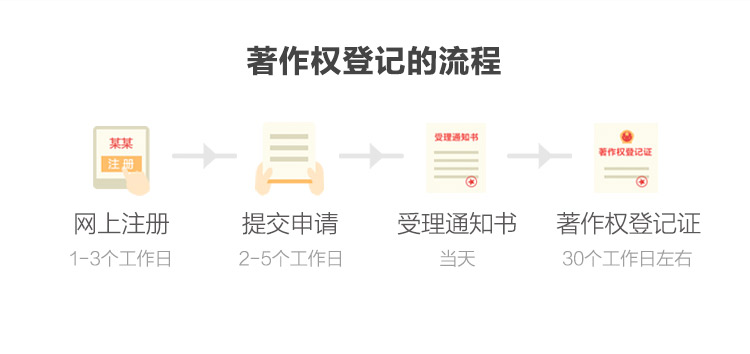 著作权登记的流程
某某
注册
受理通知书
著作权登记证
网上注册
提交申请
受理通知书
著作权登记证
1-3个工作日
2-5个工作日
当天
30个工作日左右